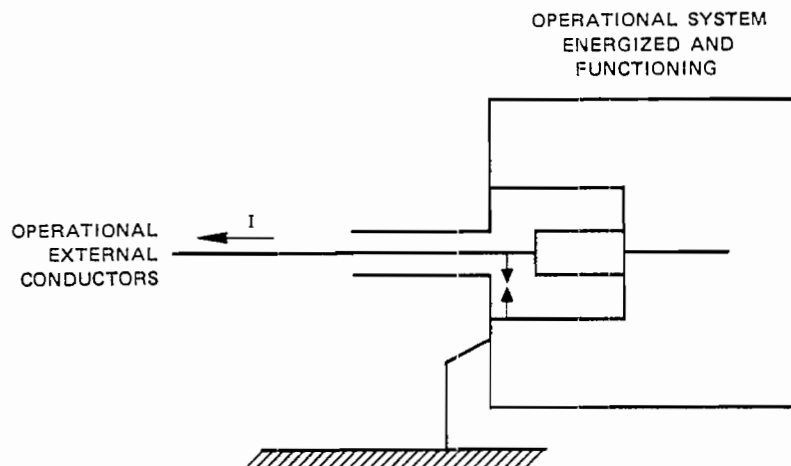 OPERATIONAL SYSTEM
ENERGIZED AND
FUNCTIONING
I
OPERATIONAL
EXTERNAL
CONDUCTORS